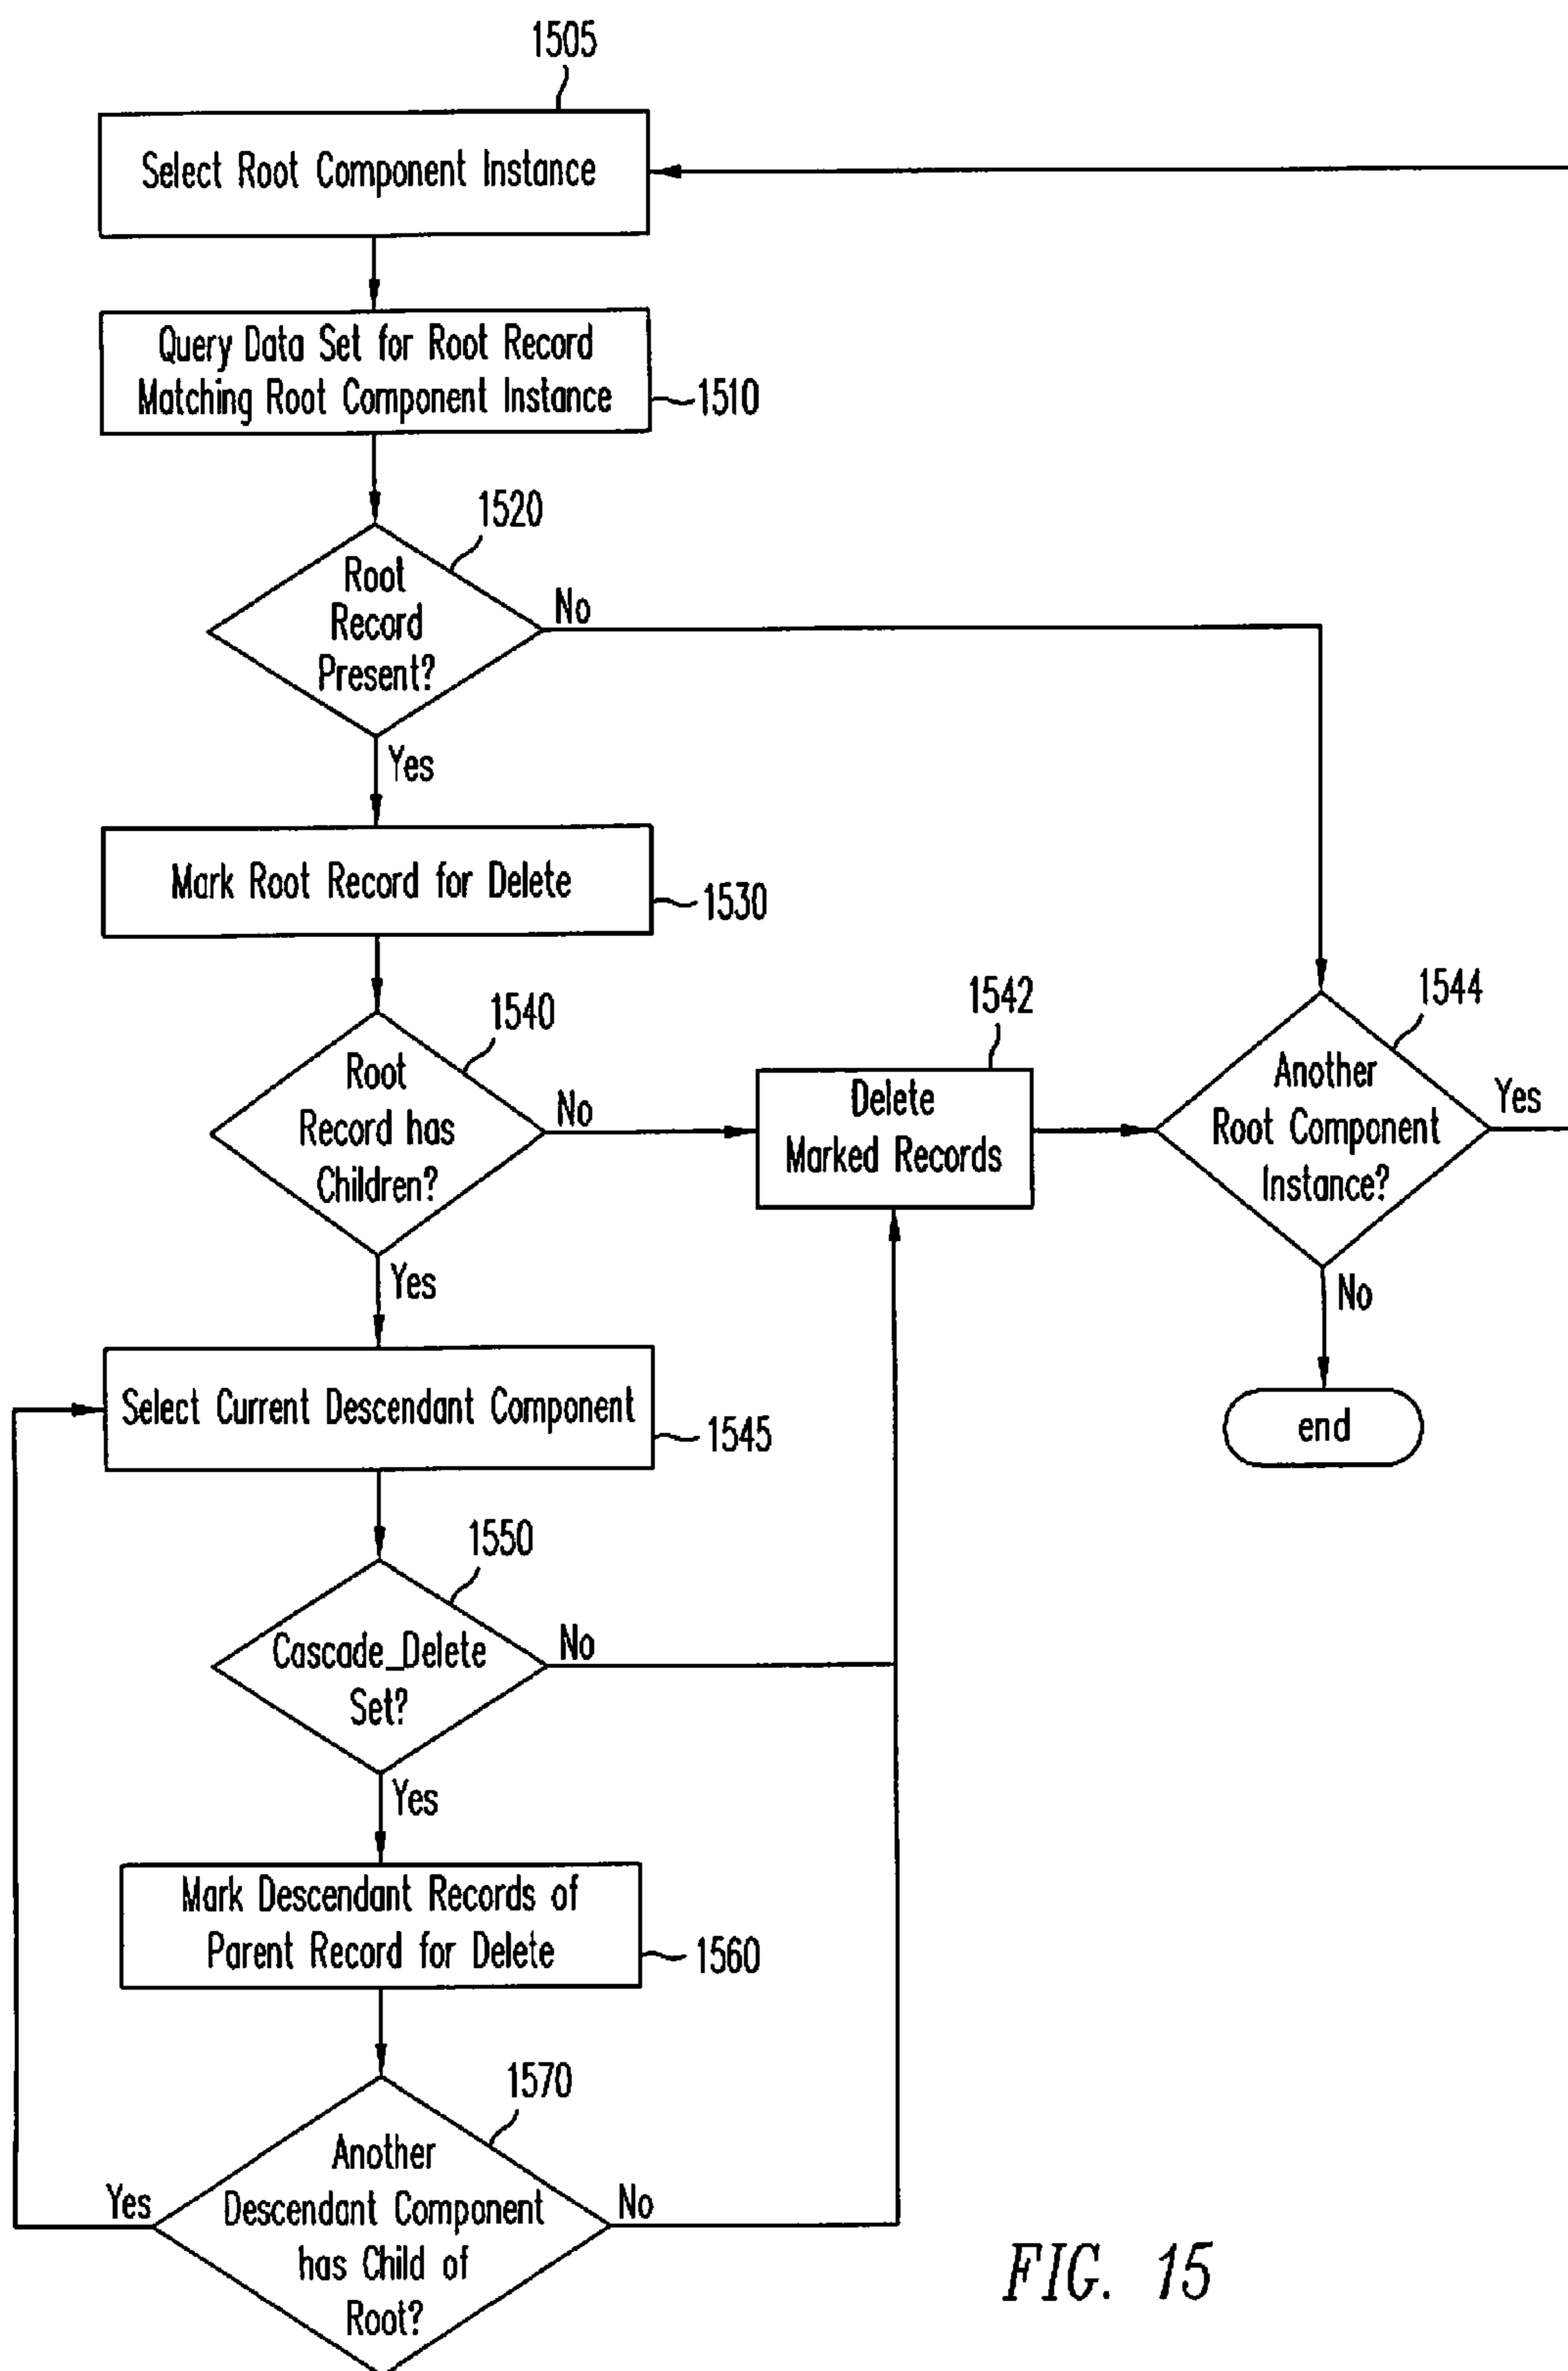 1505
Select Root Component Instance
Query Data Set for Root Record
Matching Root Component Instance
1510
1520
Root
Record
Present?
No
Yes
Mark Root Record for Delete
1530
1540
Root
Record has
Children?
No
Yes
1542
Delete
Marked Records
1544
Another
Root Component
Instance?
Yes
No
end
Select Current Descendant Component
1545
1550
Cascade_Delete
Set?
No
Yes
Mark Descendant Records of
Parent Record for Delete
1560
1570
Another
Descendant Component
has Child of
Root?
Yes
No
FIG. 15